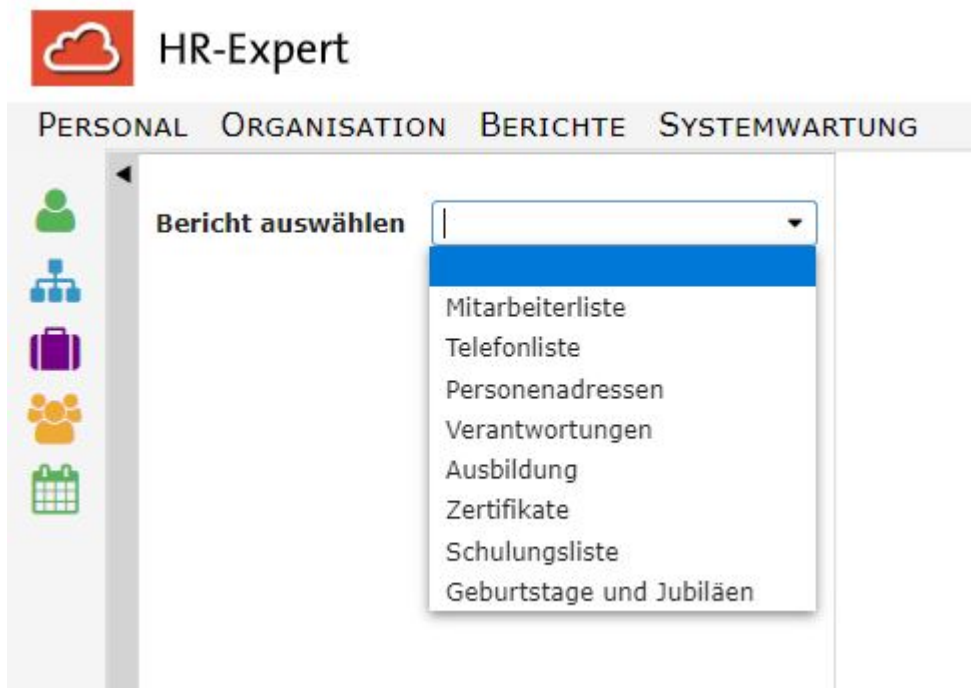 HR-Expert
PERSONAL ORGANISATION BERICHTE SYSTEMWARTUNG
Bericht auswählen
Mitarbeiterliste
Telefonliste
Personenadressen
Verantwortungen
Ausbildung
Zertifikate
Schulungsliste
Geburtstage und Jubiläen